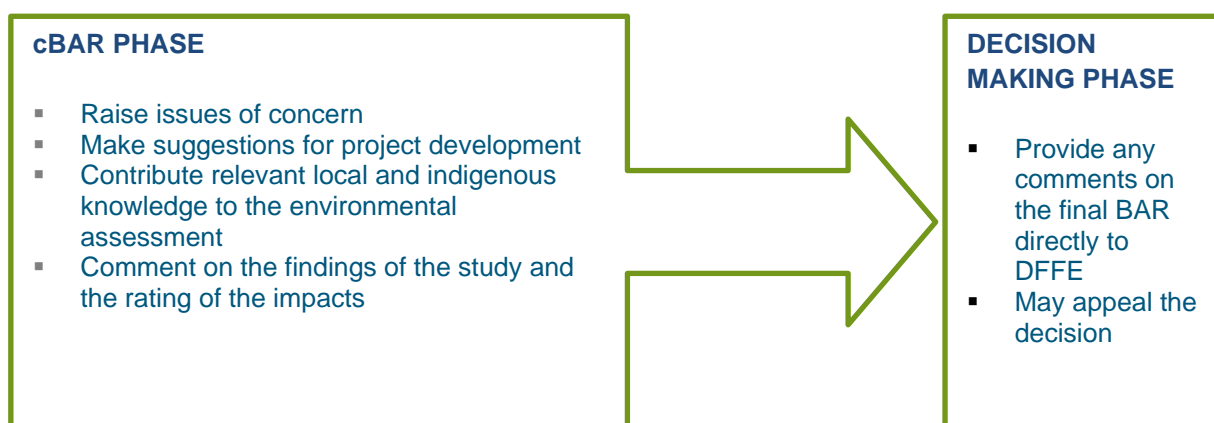 cBAR PHASE
▪ Raise issues of concern
▪ Make suggestions for project development
▪ Contribute relevant local and indigenous
knowledge to the environmental
assessment
▪ Comment on the findings of the study and
the rating of the impacts
DECISION
MAKING PHASE
▪ Provide any
comments on
the final BAR
directly to
DFFE
▪ May appeal the
decision